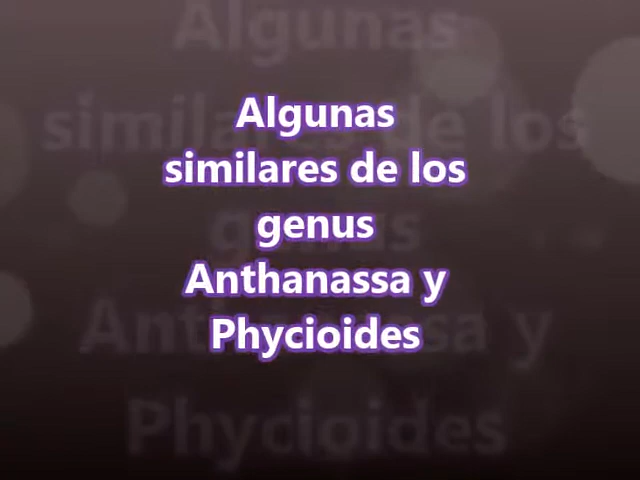 Algunas
similares de los
genus
Anthanassa y
Phycioides